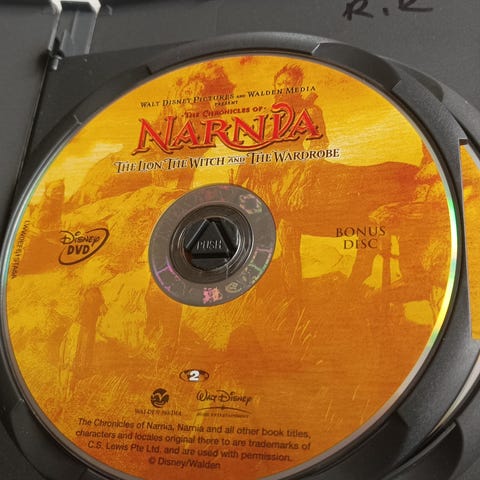 R.R
WALT DISNEY PICTURES AND WALDEN MEDIA
PRESENT
THE CHRONICLES OF
NARNIA
THE LION, THE WITCH AND THE WARDROBE
Disney
DVD
PUSH
BONUS
DISC
2
WALDEN MEDIA
WALT DISNEY
HOME ENTERTAINMENT
The Chronicles of Narnia, Narnia and all other book titles,
characters and locales original there to are trademarks of
C.S. Lewis Pte Ltd. and are used with permission.
© Disney/Walden